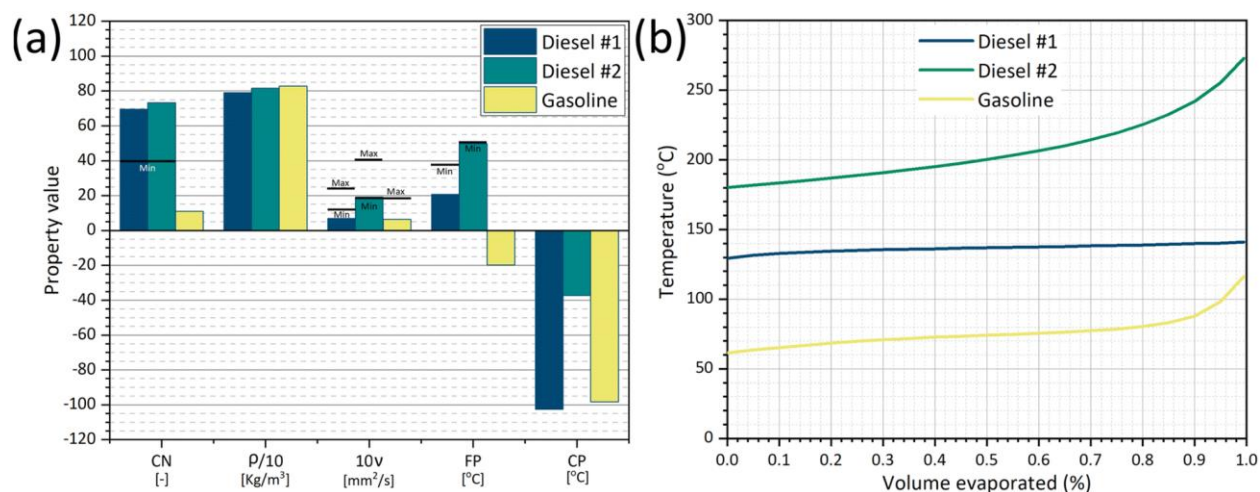 (a)
120
100
80
60
40
20
0
-20
-40
-60
-80
-100
-120
Property value
Diesel #1
Diesel #2
Gasoline
Min
Max
Min
Max
Min
Max
Min
Min
CN
[-]
ρ/10
[Kg/m³]
10ν
[mm²/s]
FP
[°C]
CP
[°C]
(b)
300
250
200
150
100
50
0
Temperature (°C)
Diesel #1
Diesel #2
Gasoline
0.0 0.1 0.2 0.3 0.4 0.5 0.6 0.7 0.8 0.9 1.0
Volume evaporated (%)